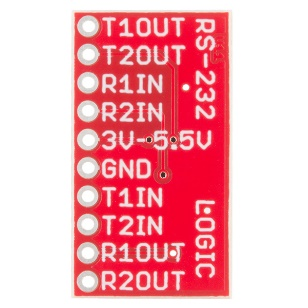 T1OUT
T2OUT
R1IN
R2IN
3V-5.5V
GND
T1IN
T2IN
R1OUT
R2OUT
RS-232
LOGIC